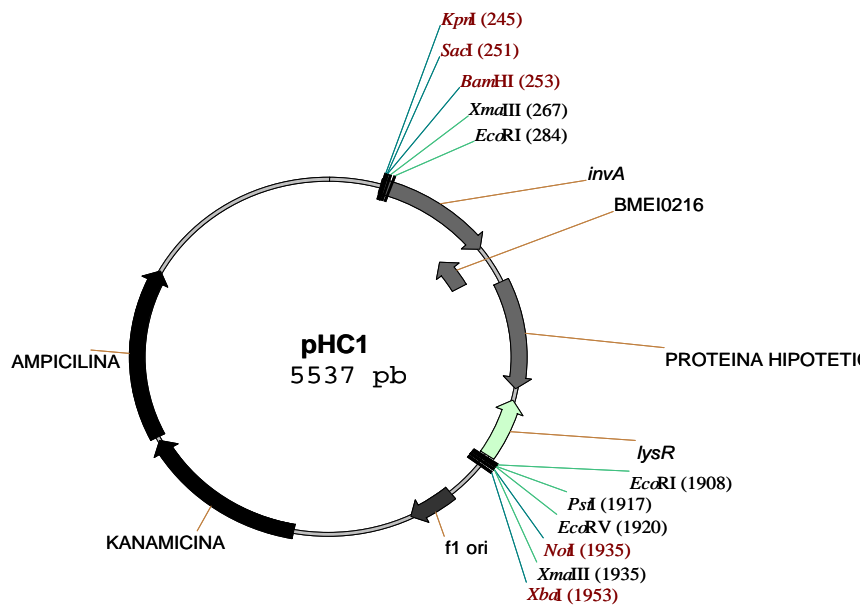 KpnI (245)
SacI (251)
BamHI (253)
XmaIII (267)
EcoRI (284)
invA
BMEI0216
pHC1
5537 pb
AMPICILINA
PROTEINA HIPOTETIC
lysR
EcoRI (1908)
PstI (1917)
EcoRV (1920)
NotI (1935)
XmaIII (1935)
XbaI (1953)
f1 ori
KANAMICINA